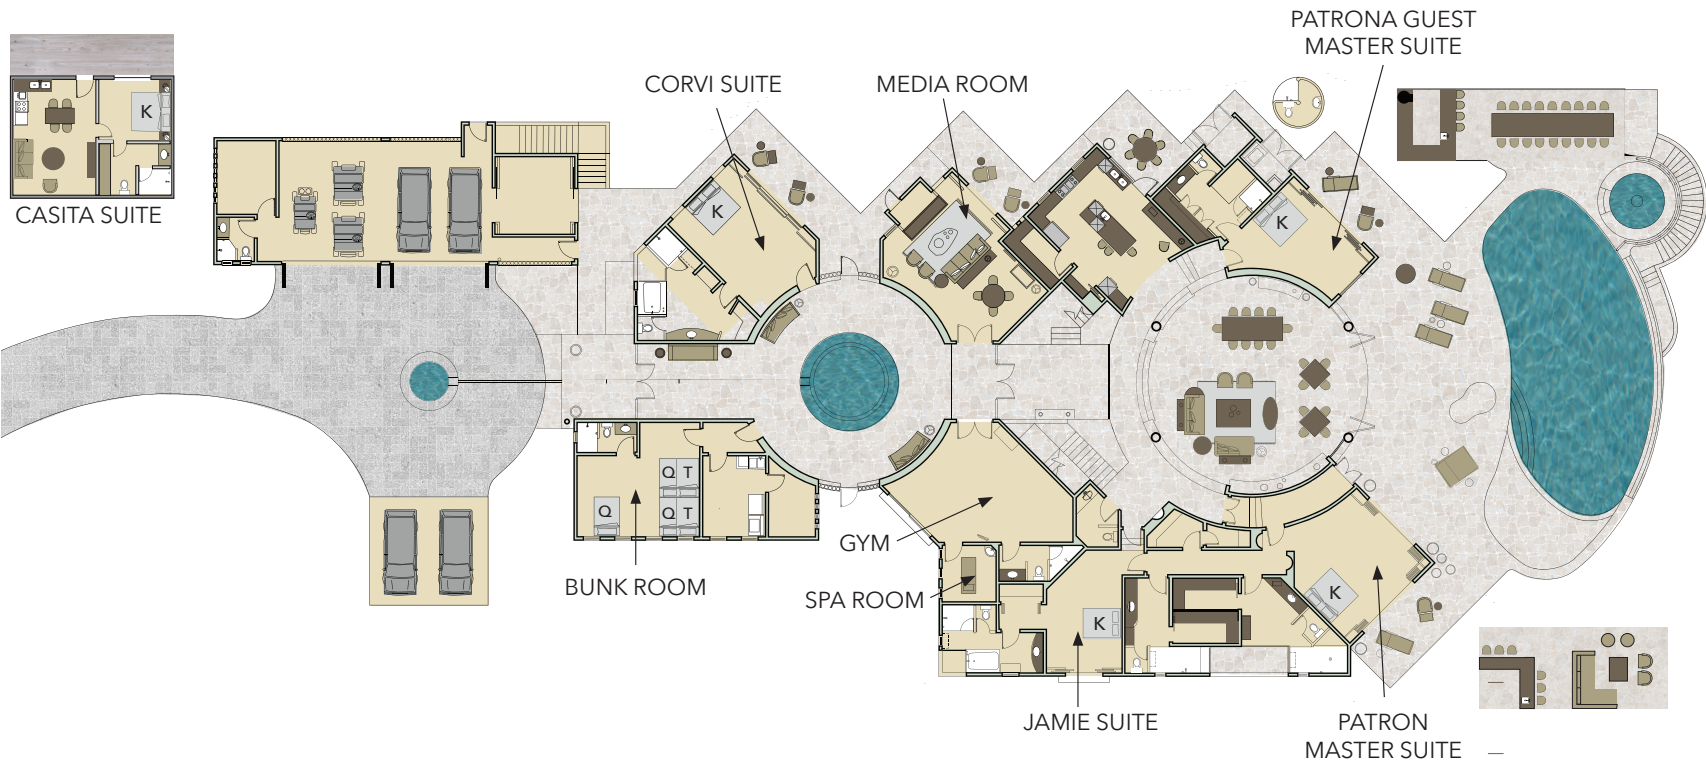 PATRONA GUEST
MASTER SUITE
CORVI SUITE
MEDIA ROOM
K
CASITA SUITE
K
K
Q T
Q
Q T
GYM
BUNK ROOM
SPA ROOM
K
K
JAMIE SUITE
PATRON
MASTER SUITE